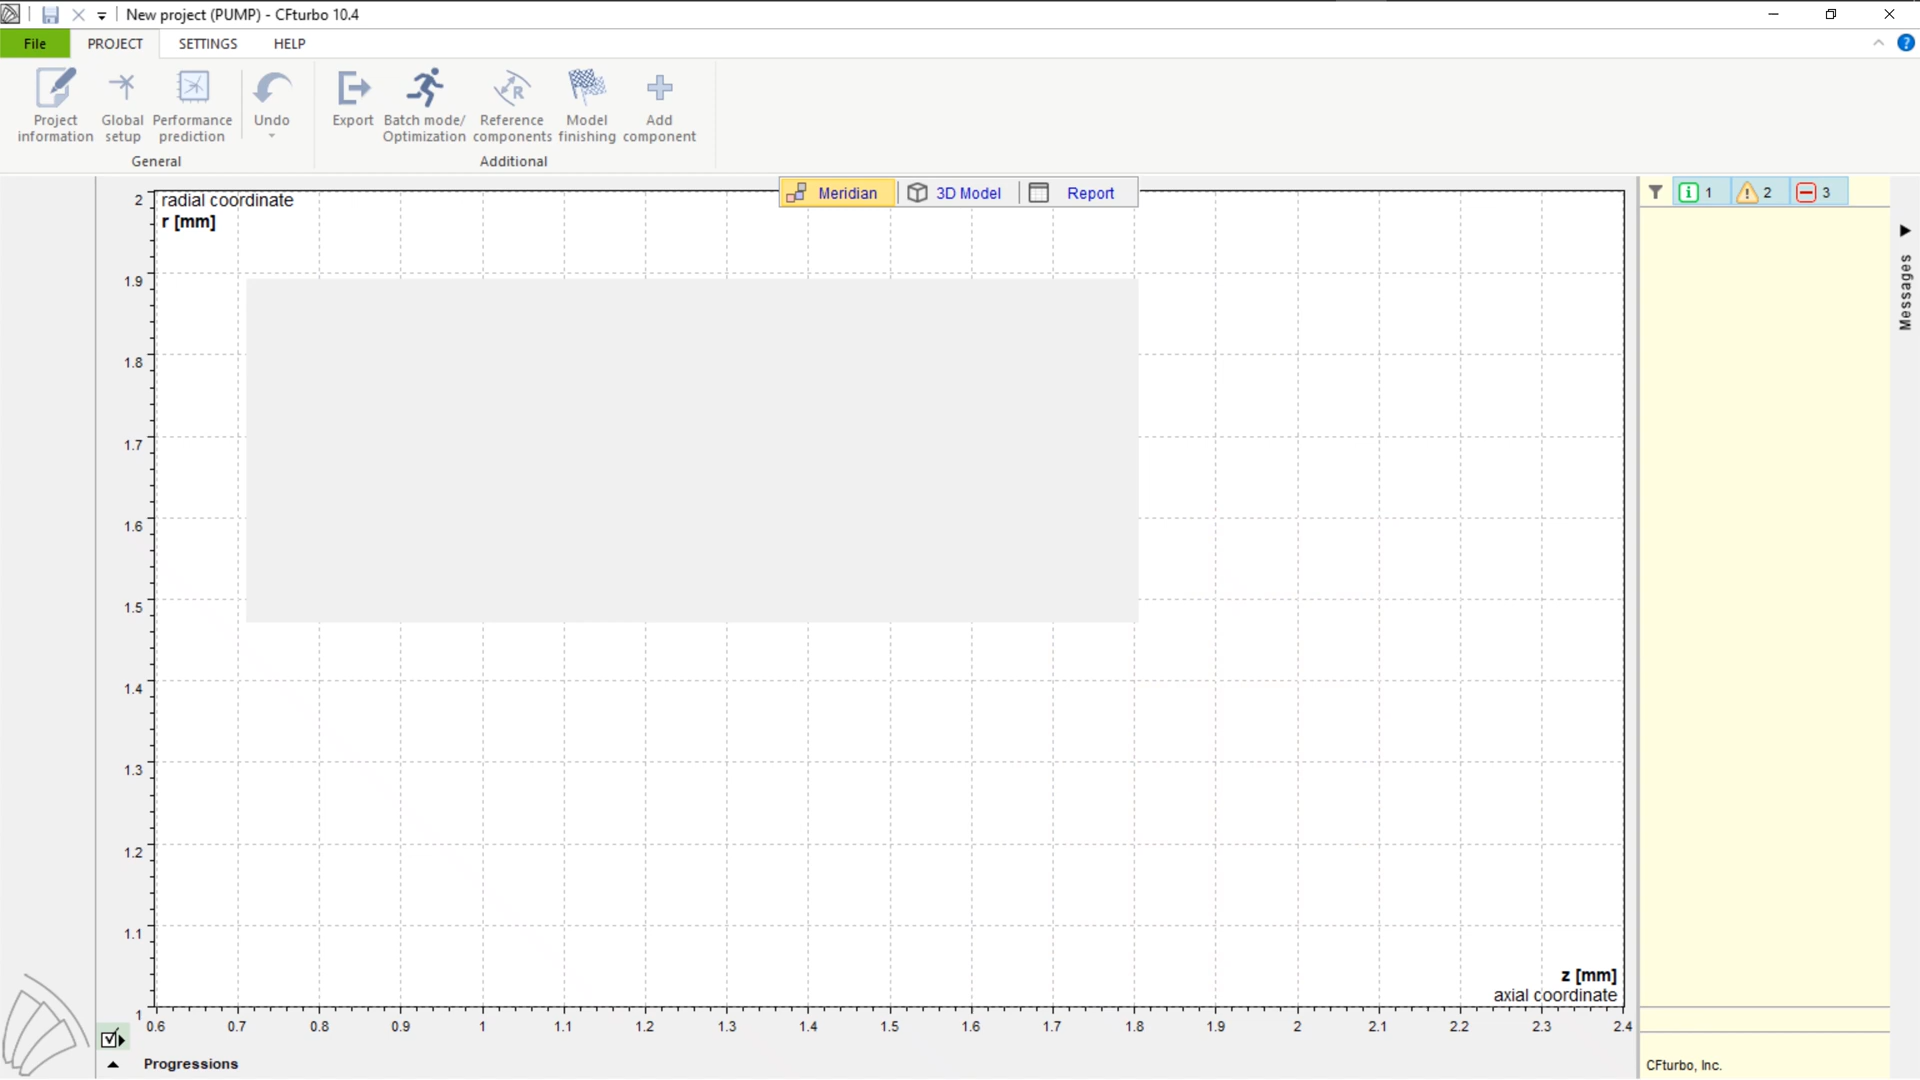 New project (PUMP) - CFturbo 10.4
File PROJECT SETTINGS HELP
Project information
Global setup
Performance prediction
Undo
Export
Batch mode/ Optimization
Reference components
Model finishing
Add component
General
Additional
Meridian 3D Model Report
1 2 3
Messages
radial coordinate
r [mm]
2
1.9
1.8
1.7
1.6
1.5
1.4
1.3
1.2
1.1
1
z [mm]
axial coordinate
0.6 0.7 0.8 0.9 1 1.1 1.2 1.3 1.4 1.5 1.6 1.7 1.8 1.9 2 2.1 2.2 2.3 2.4
Progressions
CFturbo, Inc.